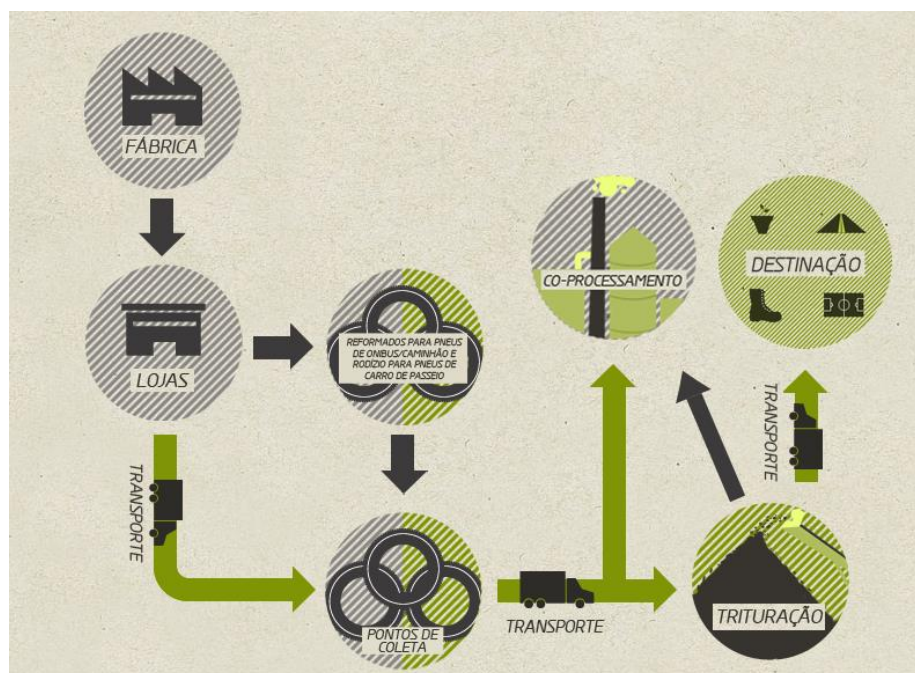 FÁBRICA
LOJAS
REFORMADOS PARA PNEUS
DE ONIBUS/CAMINHÃO E
RODÍZIO PARA PNEUS DE
CARRO DE PASSEIO
CO-PROCESSAMENTO
DESTINAÇÃO
TRANSPORTE
TRANSPORTE
PONTOS DE
COLETA
TRANSPORTE
TRITURAÇÃO